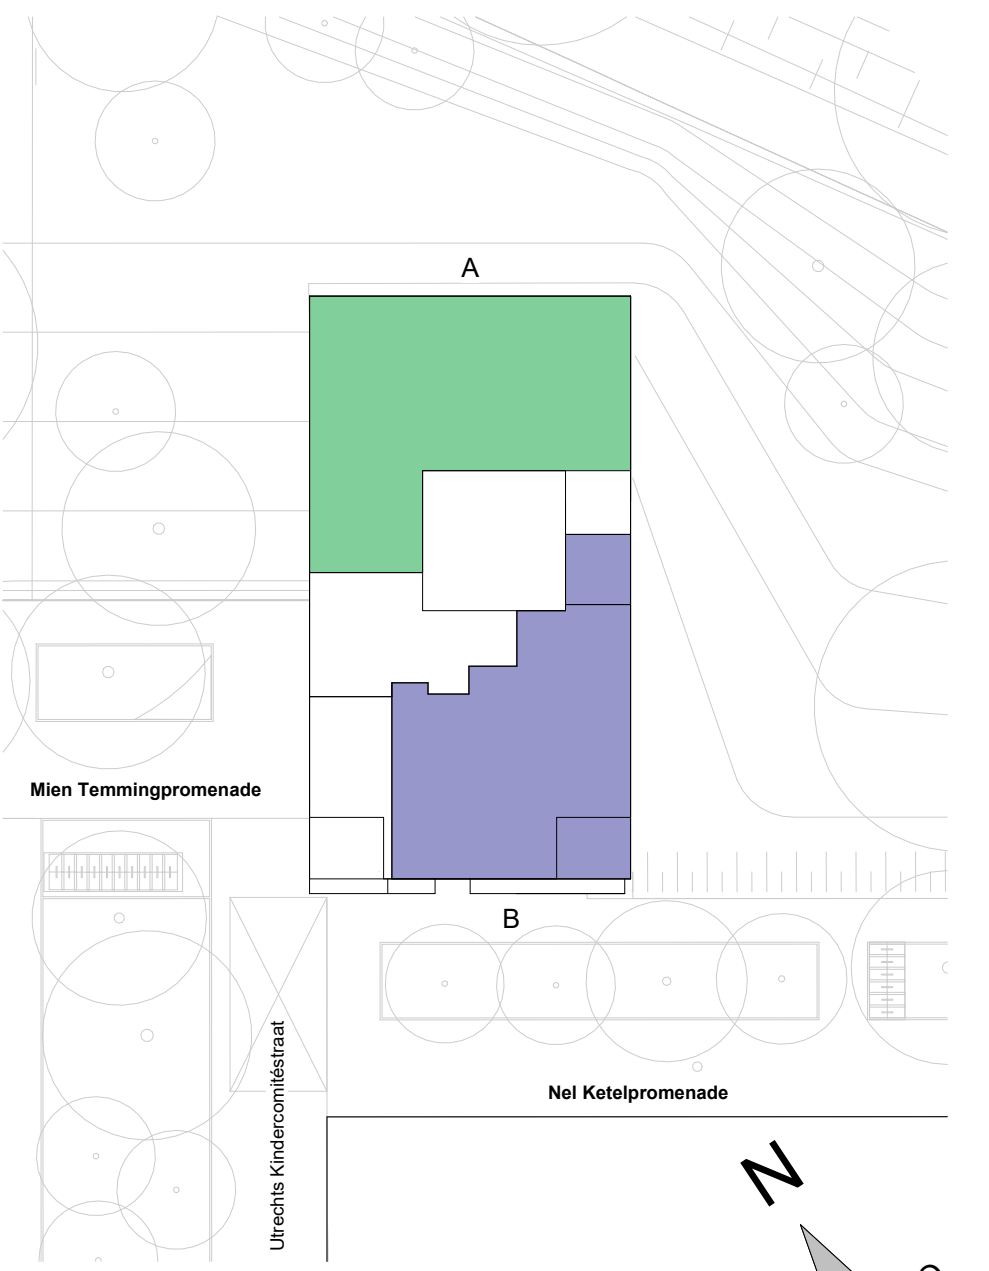 A
Mien Temmingpromenade
B
Utrechts Kindercomitéstraat
Nel Ketelpromenade
N